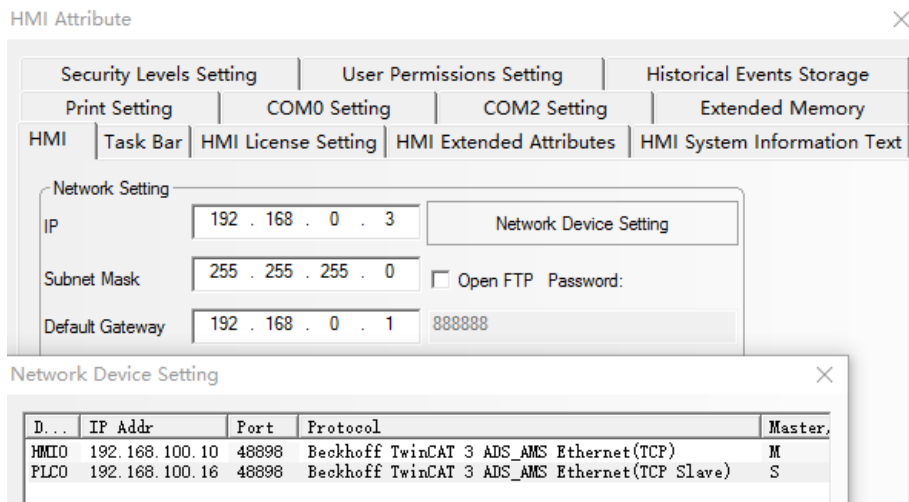 HMI Attribute
Security Levels Setting User Permissions Setting Historical Events Storage
Print Setting COM0 Setting COM2 Setting Extended Memory
HMI Task Bar HMI License Setting HMI Extended Attributes HMI System Information Text
Network Setting
IP 192 . 168 . 0 . 3 Network Device Setting
Subnet Mask 255 . 255 . 255 . 0 Open FTP Password:
Default Gateway 192 . 168 . 0 . 1 888888
Network Device Setting
D... IP Addr Port Protocol Master,
HMI0 192.168.100.10 48898 Beckhoff TwinCAT 3 ADS_AMS Ethernet(TCP) M
PLC0 192.168.100.16 48898 Beckhoff TwinCAT 3 ADS_AMS Ethernet(TCP Slave) S